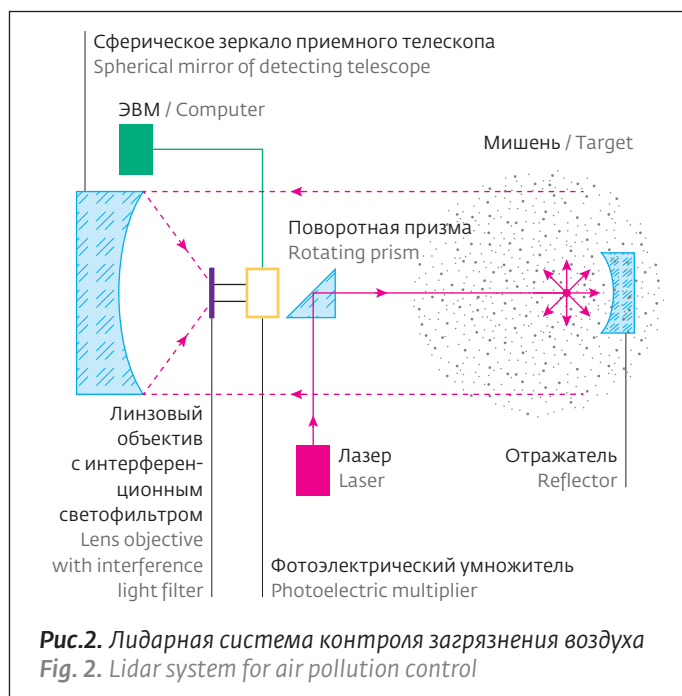 Сферическое зеркало приемного телескопа
Spherical mirror of detecting telescope
ЭВМ / Computer
Мишень / Target
Поворотная призма
Rotating prism
Линзовый
объектив
с интерферен-
ционным
светофильтром
Lens objective
with interference
light filter
Лазер
Laser
Отражатель
Reflector
Фотоэлектрический умножитель
Photoelectric multiplier
Рис.2. Лидарная система контроля загрязнения воздуха
Fig. 2. Lidar system for air pollution control